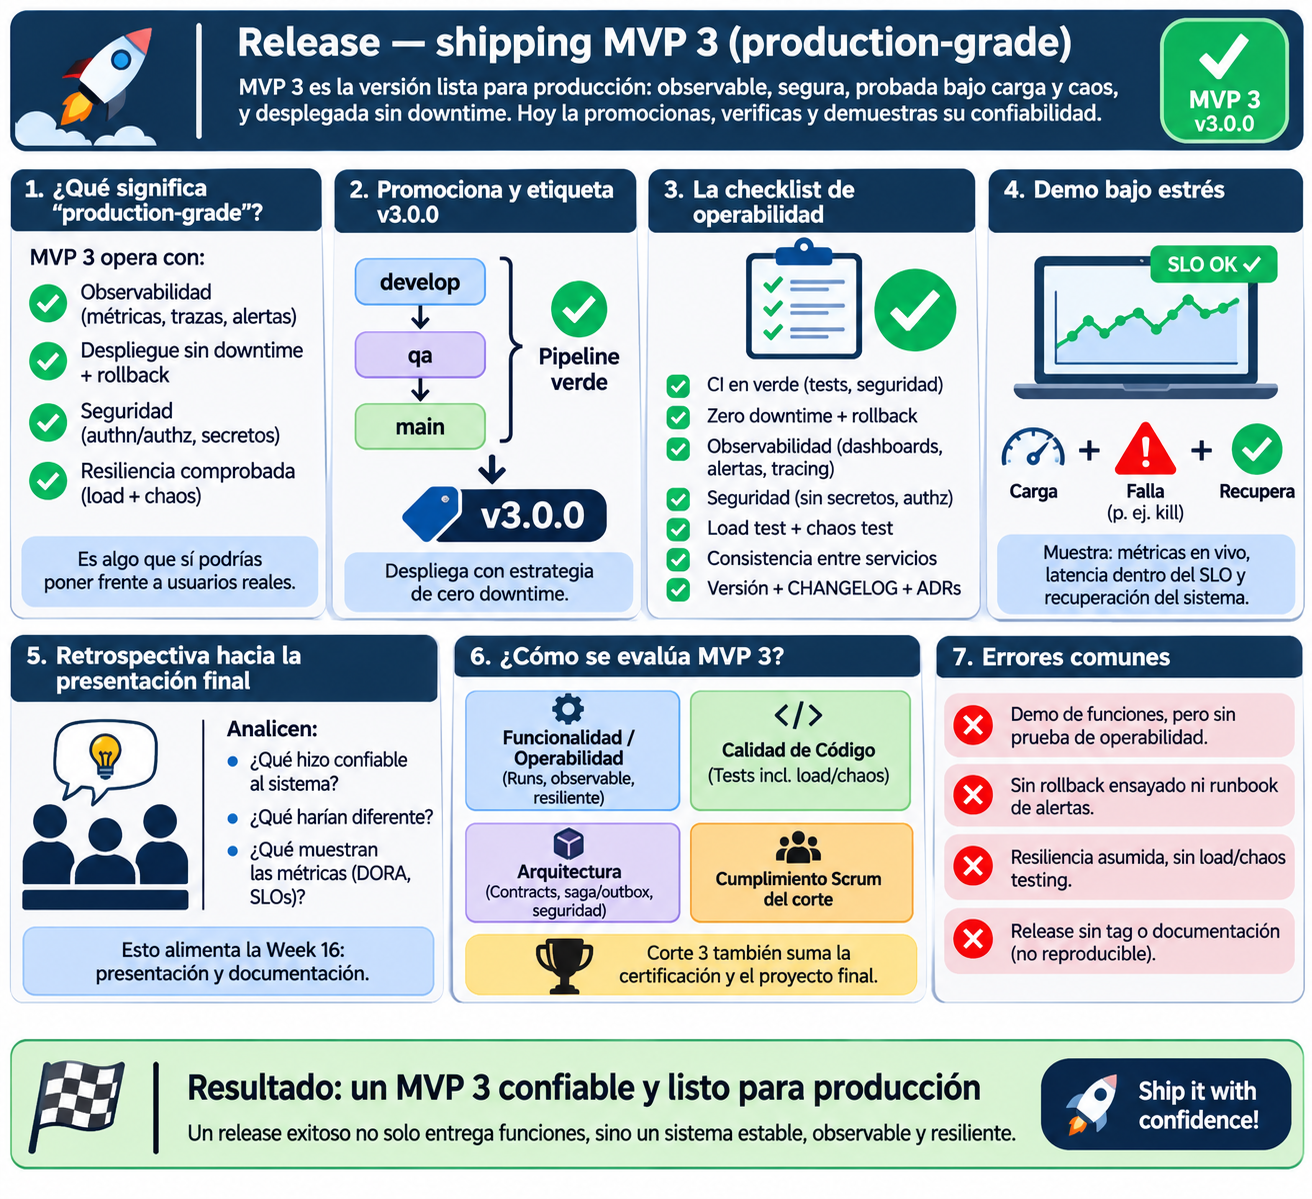 Release — shipping MVP 3 (production-grade)
MVP 3 es la versión lista para producción: observable, segura, probada bajo carga y caos,
y desplegada sin downtime. Hoy la promocionas, verificas y demuestras su confiabilidad.
MVP 3
v3.0.0
1. ¿Qué significa
“production-grade”?
MVP 3 opera con:
Observabilidad
(métricas, trazas, alertas)
Despliegue sin downtime
+ rollback
Seguridad
(authn/authz, secretos)
Resiliencia comprobada
(load + chaos)
Es algo que sí podrías
poner frente a usuarios reales.
2. Promociona y etiqueta
v3.0.0
develop
qa
main
Pipeline
verde
v3.0.0
Despliega con estrategia
de cero downtime.
3. La checklist de
operabilidad
CI en verde (tests, seguridad)
Zero downtime + rollback
Observabilidad (dashboards,
alertas, tracing)
Seguridad (sin secretos, authz)
Load test + chaos test
Consistencia entre servicios
Versión + CHANGELOG + ADRs
4. Demo bajo estrés
SLO OK ✓
Carga
+
Falla
(p. ej. kill)
+
Recupera
Muestra: métricas en vivo,
latencia dentro del SLO y
recuperación del sistema.
5. Retrospectiva hacia la
presentación final
Analicen:
• ¿Qué hizo confiable
al sistema?
• ¿Qué harían diferente?
• ¿Qué muestran
las métricas (DORA,
SLOs)?
Esto alimenta la Week 16:
presentación y documentación.
6. ¿Cómo se evalúa MVP 3?
Funcionalidad /
Operabilidad
(Runs, observable,
resiliente)
</>
Calidad de Código
(Tests incl. load/chaos)
Arquitectura
(Contracts, saga/outbox,
seguridad)
Cumplimiento Scrum
del corte
Corte 3 también suma la
certificación y el proyecto final.
7. Errores comunes
Demo de funciones, pero sin
prueba de operabilidad.
Sin rollback ensayado ni runbook
de alertas.
Resiliencia asumida, sin load/chaos
testing.
Release sin tag o documentación
(no reproducible).
Resultado: un MVP 3 confiable y listo para producción
Un release exitoso no solo entrega funciones, sino un sistema estable, observable y resiliente.
Ship it with
confidence!